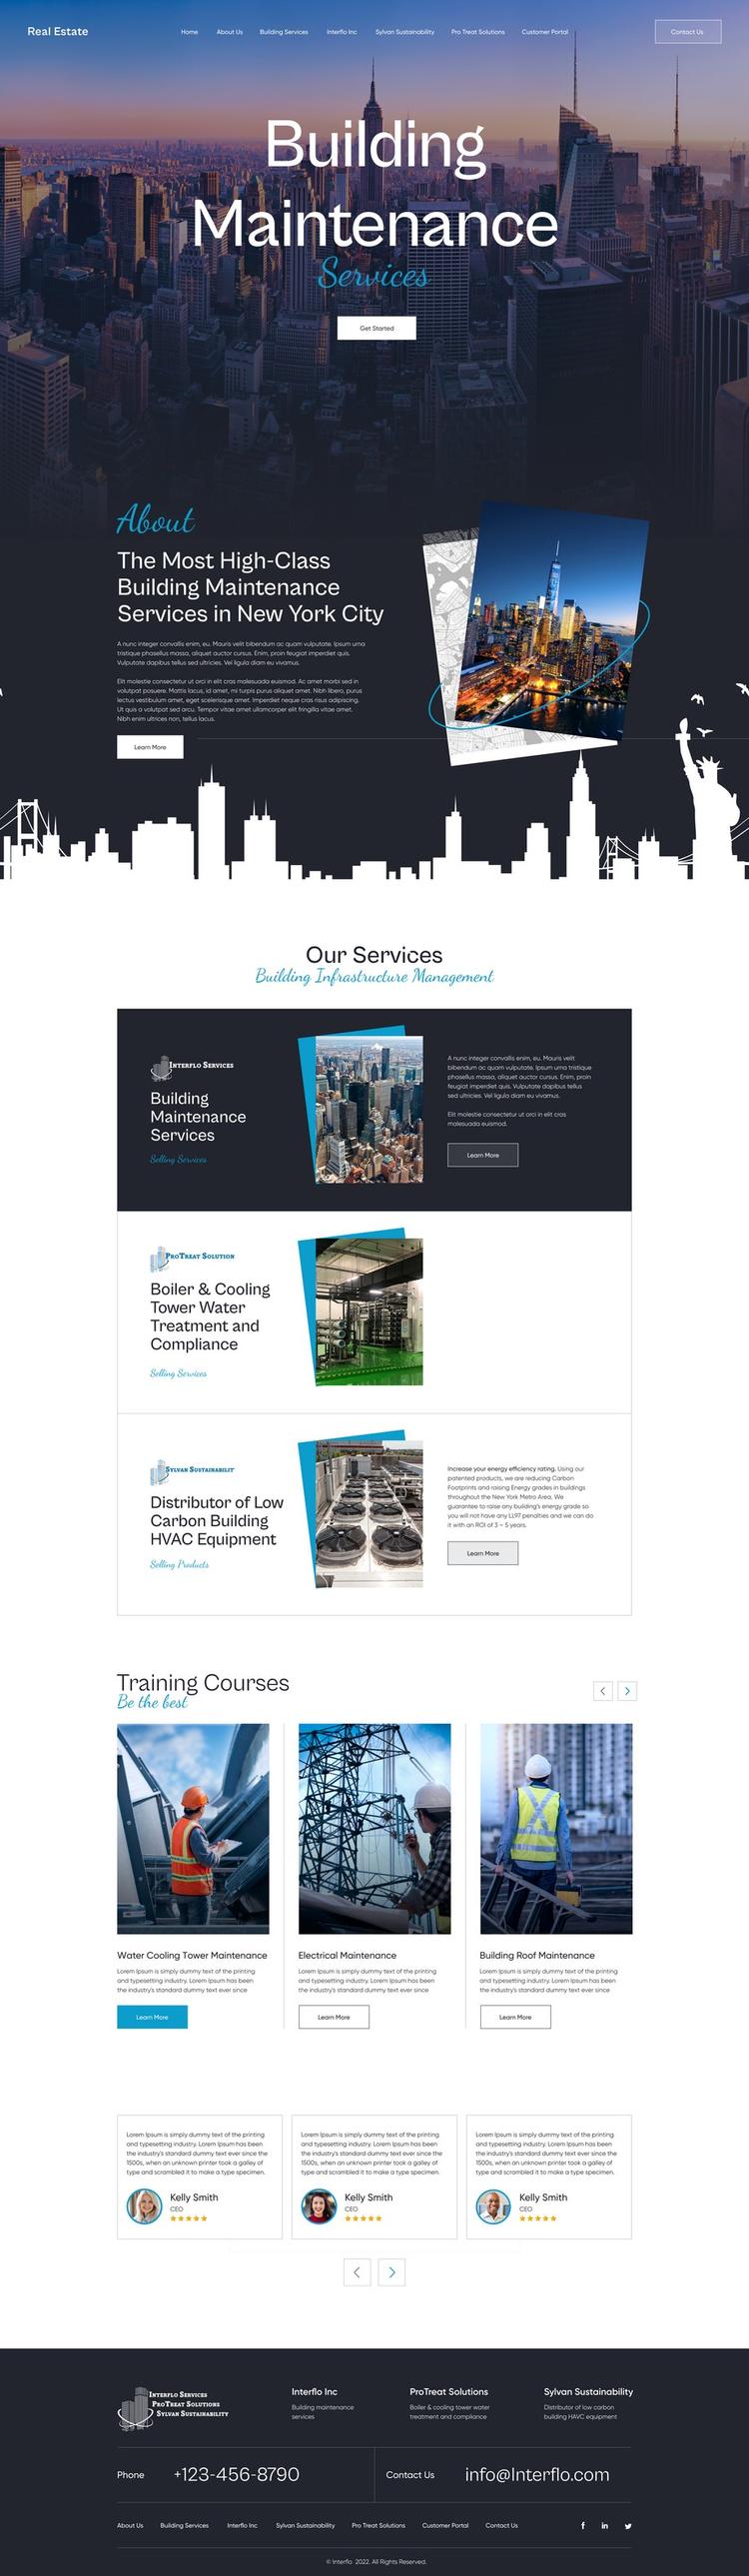 Real Estate
Home
About Us
Building Services
Interflo Inc
Sylvan Sustainability
Pro Treat Solutions
Customer Portal
Contact Us
Building
Maintenance
Services
Get Started
About
The Most High-Class
Building Maintenance
Services in New York City
A nunc integer convallis enim, eu. Mauris velit bibendum ac quam vulputate. Ipsum urna
tristique phasellus massa, aliquet auctor cursus. Enim, proin feugiat imperdiet quis.
Vulputate dapibus tellus sed ultricies. Vel ligula diam eu vivamus.
Elit molestie consectetur ut orci in elit cras malesuada euismod. Ac amet morbi sed in
volutpat posuere. Mattis lacus, id amet, mi turpis purus aliquet amet. Nibh libero, purus
lectus vestibulum amet, eget scelerisque amet. Imperdiet neque cras risus adipiscing.
Ut quis a volutpat sed arcu. Tempor vitae amet ullamcorper elit fringilla vitae amet.
Nibh enim ultrices non, tellus lacus.
Learn More
Our Services
Building Infrastructure Management
Interflo Services
Building
Maintenance
Services
Selling Services
A nunc integer convallis enim, eu. Mauris velit
bibendum ac quam vulputate. Ipsum urna tristique
phasellus massa, aliquet auctor cursus. Enim, proin
feugiat imperdiet quis. Vulputate dapibus tellus
sed ultricies. Vel ligula diam eu vivamus.
Elit molestie consectetur ut orci in elit cras
malesuada euismod.
Learn More
ProTreat Solution
Boiler & Cooling
Tower Water
Treatment and
Compliance
Selling Services
Sylvan Sustainabilit
Distributor of Low
Carbon Building
HVAC Equipment
Selling Products
Increase your energy efficiency rating. Using our
patented products, we are reducing Carbon
Footprints and raising Energy grades in buildings
throughout the New York Metro Area. We
guarantee to raise any building's energy grade so
you will not have any LL97 penalties and we can do
it with an ROI of 3 - 5 years.
Learn More
Training Courses
Be the best
Water Cooling Tower Maintenance
Lorem Ipsum is simply dummy text of the printing
and typesetting industry. Lorem Ipsum has been
the industry's standard dummy text ever since
Learn More
Electrical Maintenance
Lorem Ipsum is simply dummy text of the printing
and typesetting industry. Lorem Ipsum has been
the industry's standard dummy text ever since
Learn More
Building Roof Maintenance
Lorem Ipsum is simply dummy text of the printing
and typesetting industry. Lorem Ipsum has been
the industry's standard dummy text ever since
Learn More
Lorem Ipsum is simply dummy text of the printing
and typesetting industry. Lorem Ipsum has been
the industry's standard dummy text ever since the
1500s, when an unknown printer took a galley of
type and scrambled it to make a type specimen.
Kelly Smith
CEO
Lorem Ipsum is simply dummy text of the printing
and typesetting industry. Lorem Ipsum has been
the industry's standard dummy text ever since the
1500s, when an unknown printer took a galley of
type and scrambled it to make a type specimen.
Kelly Smith
CEO
Lorem Ipsum is simply dummy text of the printing
and typesetting industry. Lorem Ipsum has been
the industry's standard dummy text ever since the
1500s, when an unknown printer took a galley of
type and scrambled it to make a type specimen.
Kelly Smith
CEO
Interflo Services
ProTreat Solutions
Sylvan Sustainability
Interflo Inc
Building maintenance
services
ProTreat Solutions
Boiler & cooling tower water
treatment and compliance
Sylvan Sustainability
Distributor of low carbon
building HAVC equipment
Phone
+123-456-8790
Contact Us
info@Interflo.com
About Us
Building Services
Interflo Inc
Sylvan Sustainability
Pro Treat Solutions
Customer Portal
Contact Us
© Interflo 2022. All Rights Reserved.